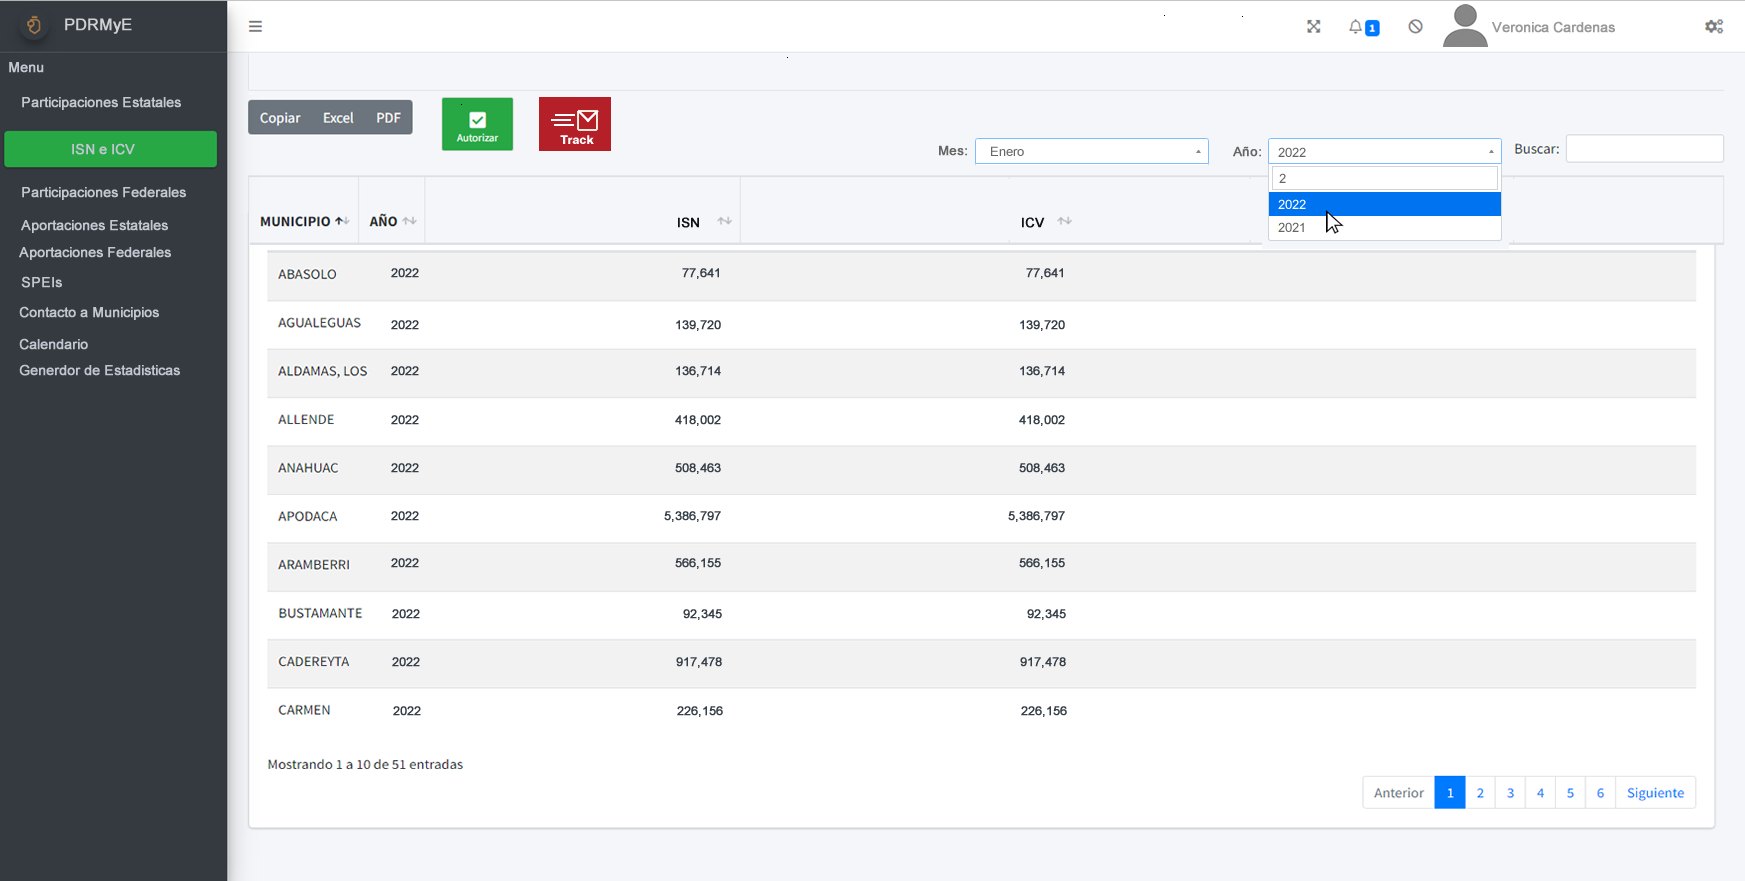 PDRMyE
1
Veronica Cardenas
Menu
Participaciones Estatales
ISN e ICV
Participaciones Federales
Aportaciones Estatales
Aportaciones Federales
SPEIs
Contacto a Municipios
Calendario
Generdor de Estadisticas
Copiar Excel PDF
Autorizar
Track
Mes: Enero
Año: 2022
Buscar:
2
2022
2021
MUNICIPIO AÑO ISN ICV
ABASOLO 2022 77,641 77,641
AGUALEGUAS 2022 139,720 139,720
ALDAMAS, LOS 2022 136,714 136,714
ALLENDE 2022 418,002 418,002
ANAHUAC 2022 508,463 508,463
APODACA 2022 5,386,797 5,386,797
ARAMBERRI 2022 566,155 566,155
BUSTAMANTE 2022 92,345 92,345
CADEREYTA 2022 917,478 917,478
CARMEN 2022 226,156 226,156
Mostrando 1 a 10 de 51 entradas
Anterior 1 2 3 4 5 6 Siguiente